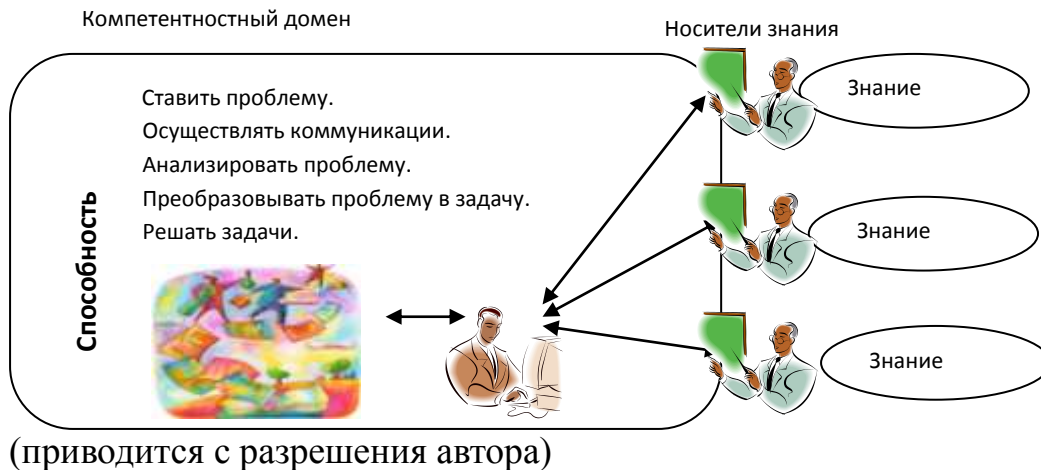 Компетентностный домен
Носители знания
Знание
Ставить проблему.
Осуществлять коммуникации.
Анализировать проблему.
Преобразовывать проблему в задачу.
Решать задачи.
Способность
Знание
Знание
(приводится с разрешения автора)